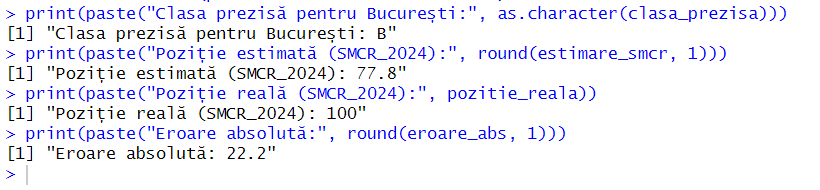 > print(paste("Clasa prezisă pentru București:", as.character(clasa_prezisa)))
[1] "Clasa prezisă pentru București: B"
> print(paste("Poziție estimată (SMCR_2024):", round(estimare_smcr, 1)))
[1] "Poziție estimată (SMCR_2024): 77.8"
> print(paste("Poziție reală (SMCR_2024):", pozitie_reala))
[1] "Poziție reală (SMCR_2024): 100"
> print(paste("Eroare absolută:", round(eroare_abs, 1)))
[1] "Eroare absolută: 22.2"
>